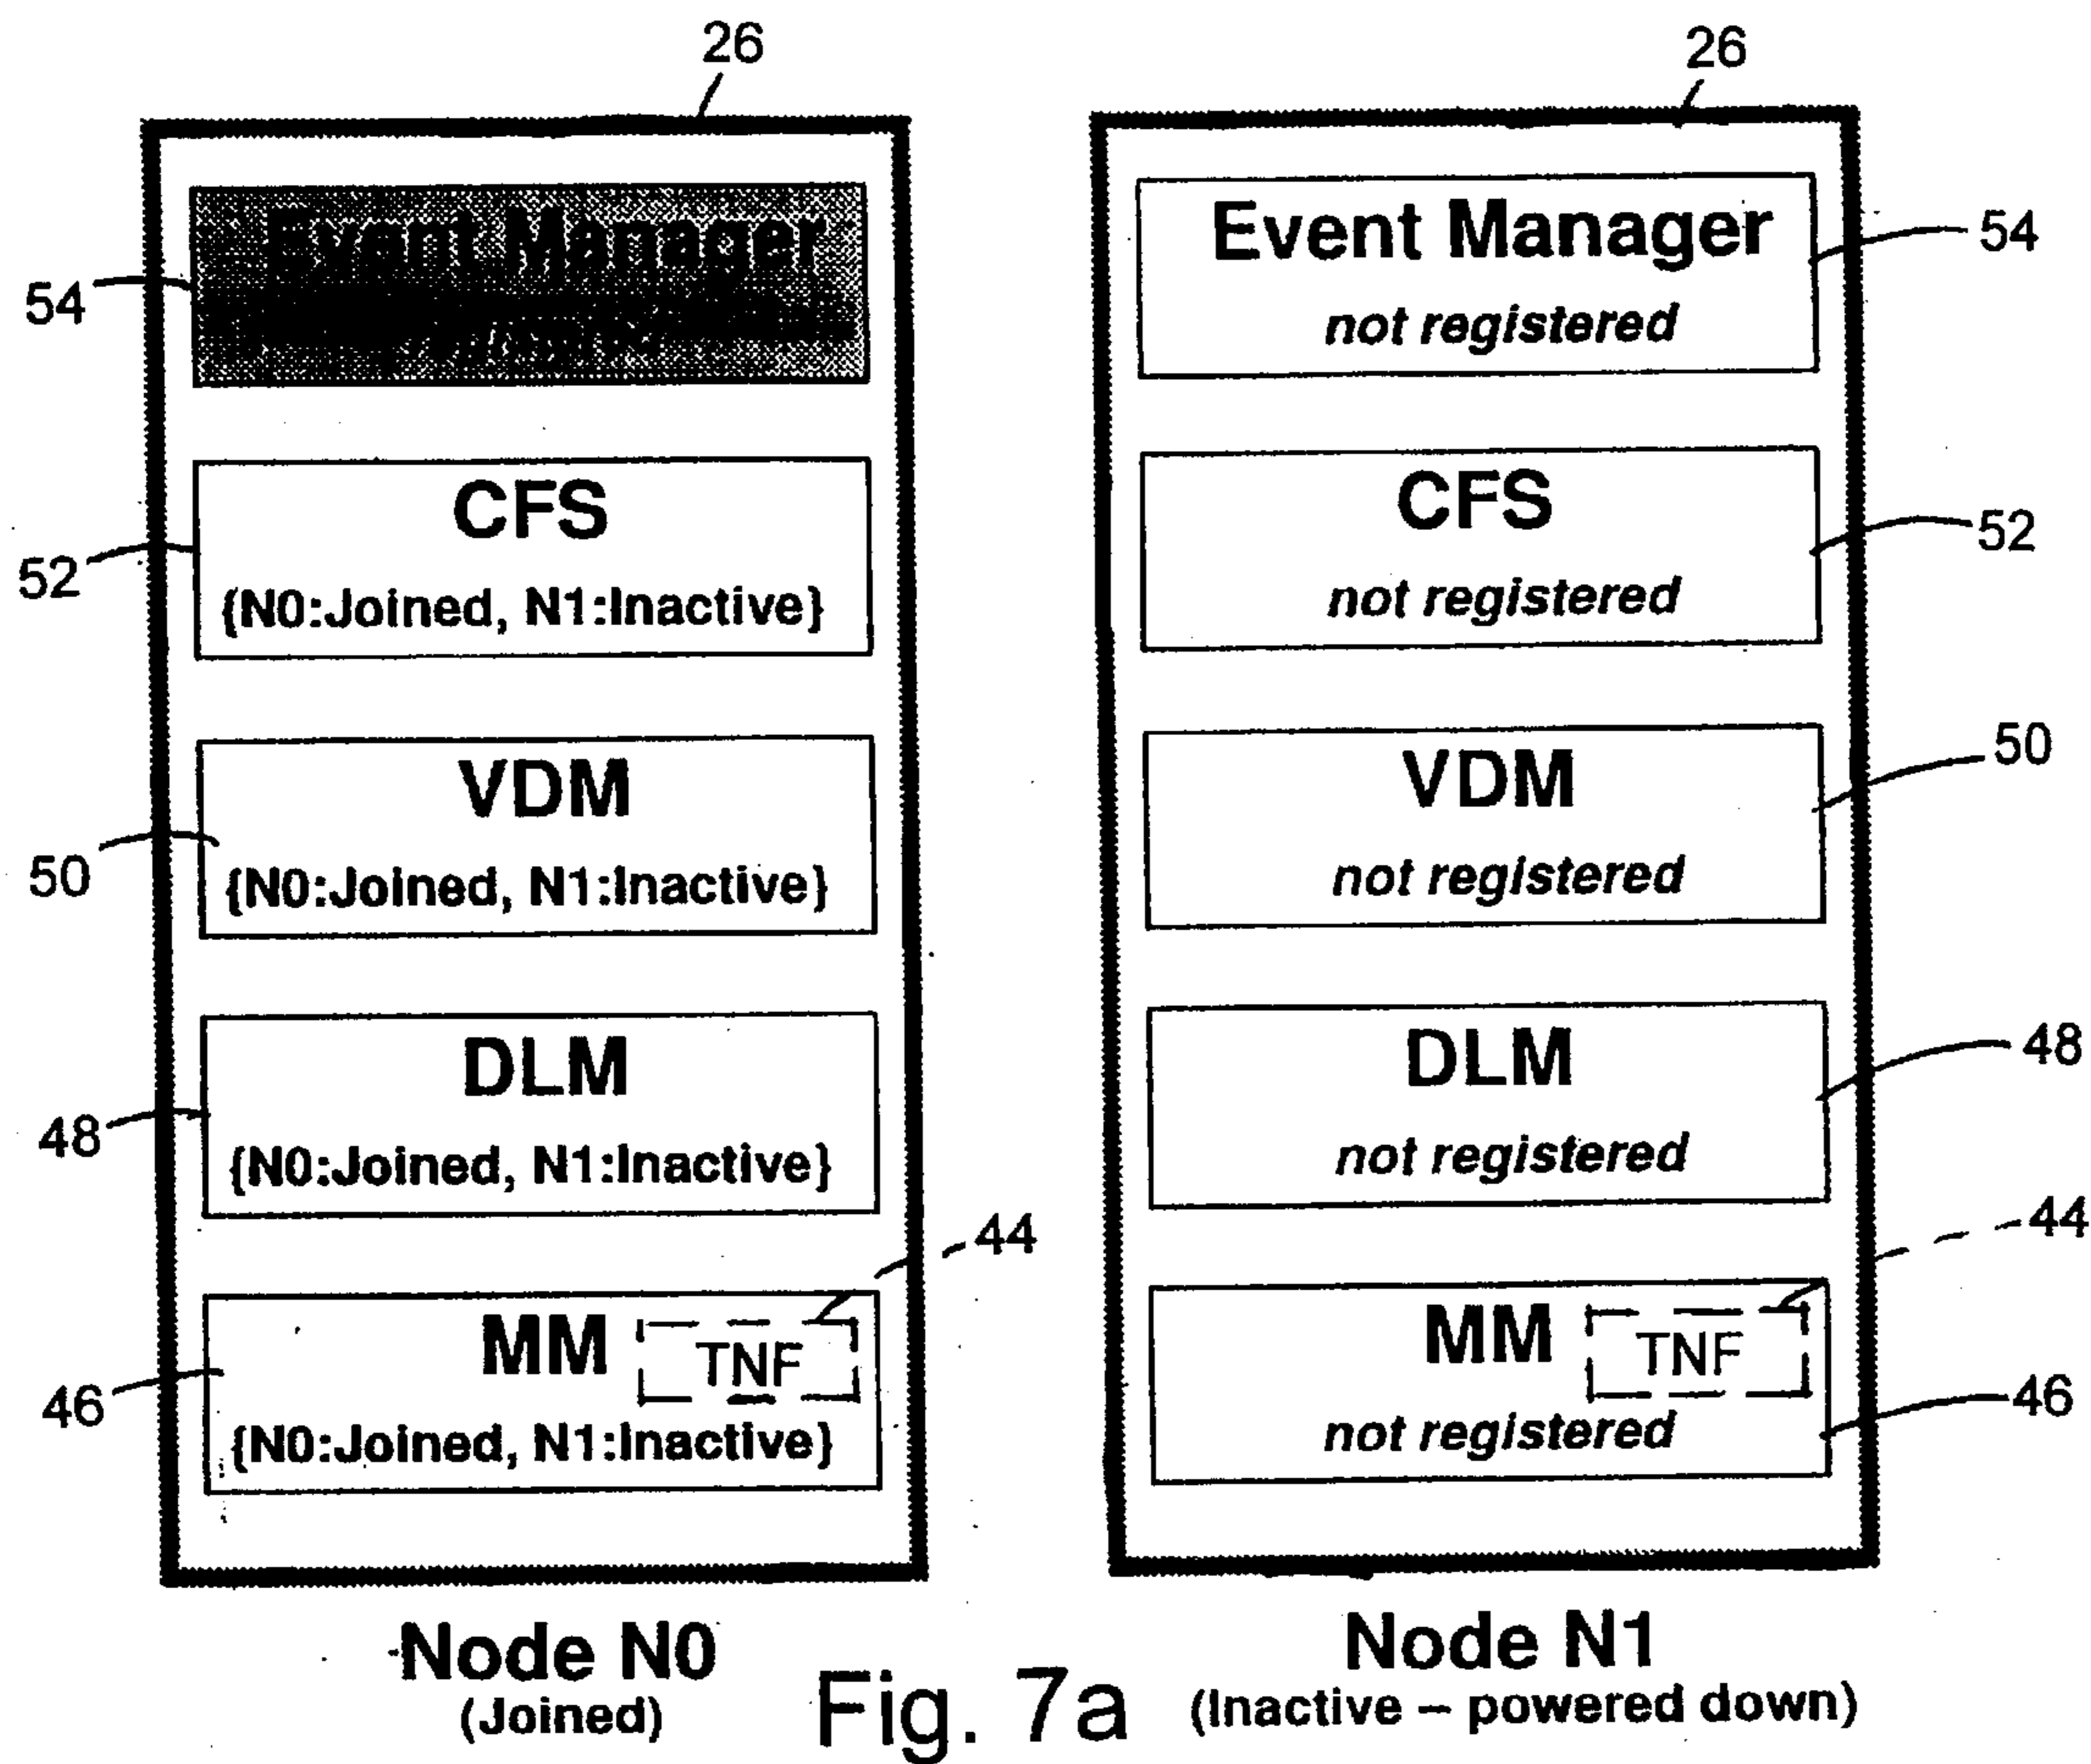 26
Event Manager
54
CFS
{N0:Joined, N1:Inactive}
52
VDM
{N0:Joined, N1:Inactive}
50
DLM
{N0:Joined, N1:Inactive}
48
44
MM
TNF
{N0:Joined, N1:Inactive}
46
Node N0
(Joined)
26
Event Manager
not registered
54
CFS
not registered
52
VDM
not registered
50
DLM
not registered
48
44
MM
TNF
not registered
46
Node N1
(Inactive – powered down)
Fig. 7a